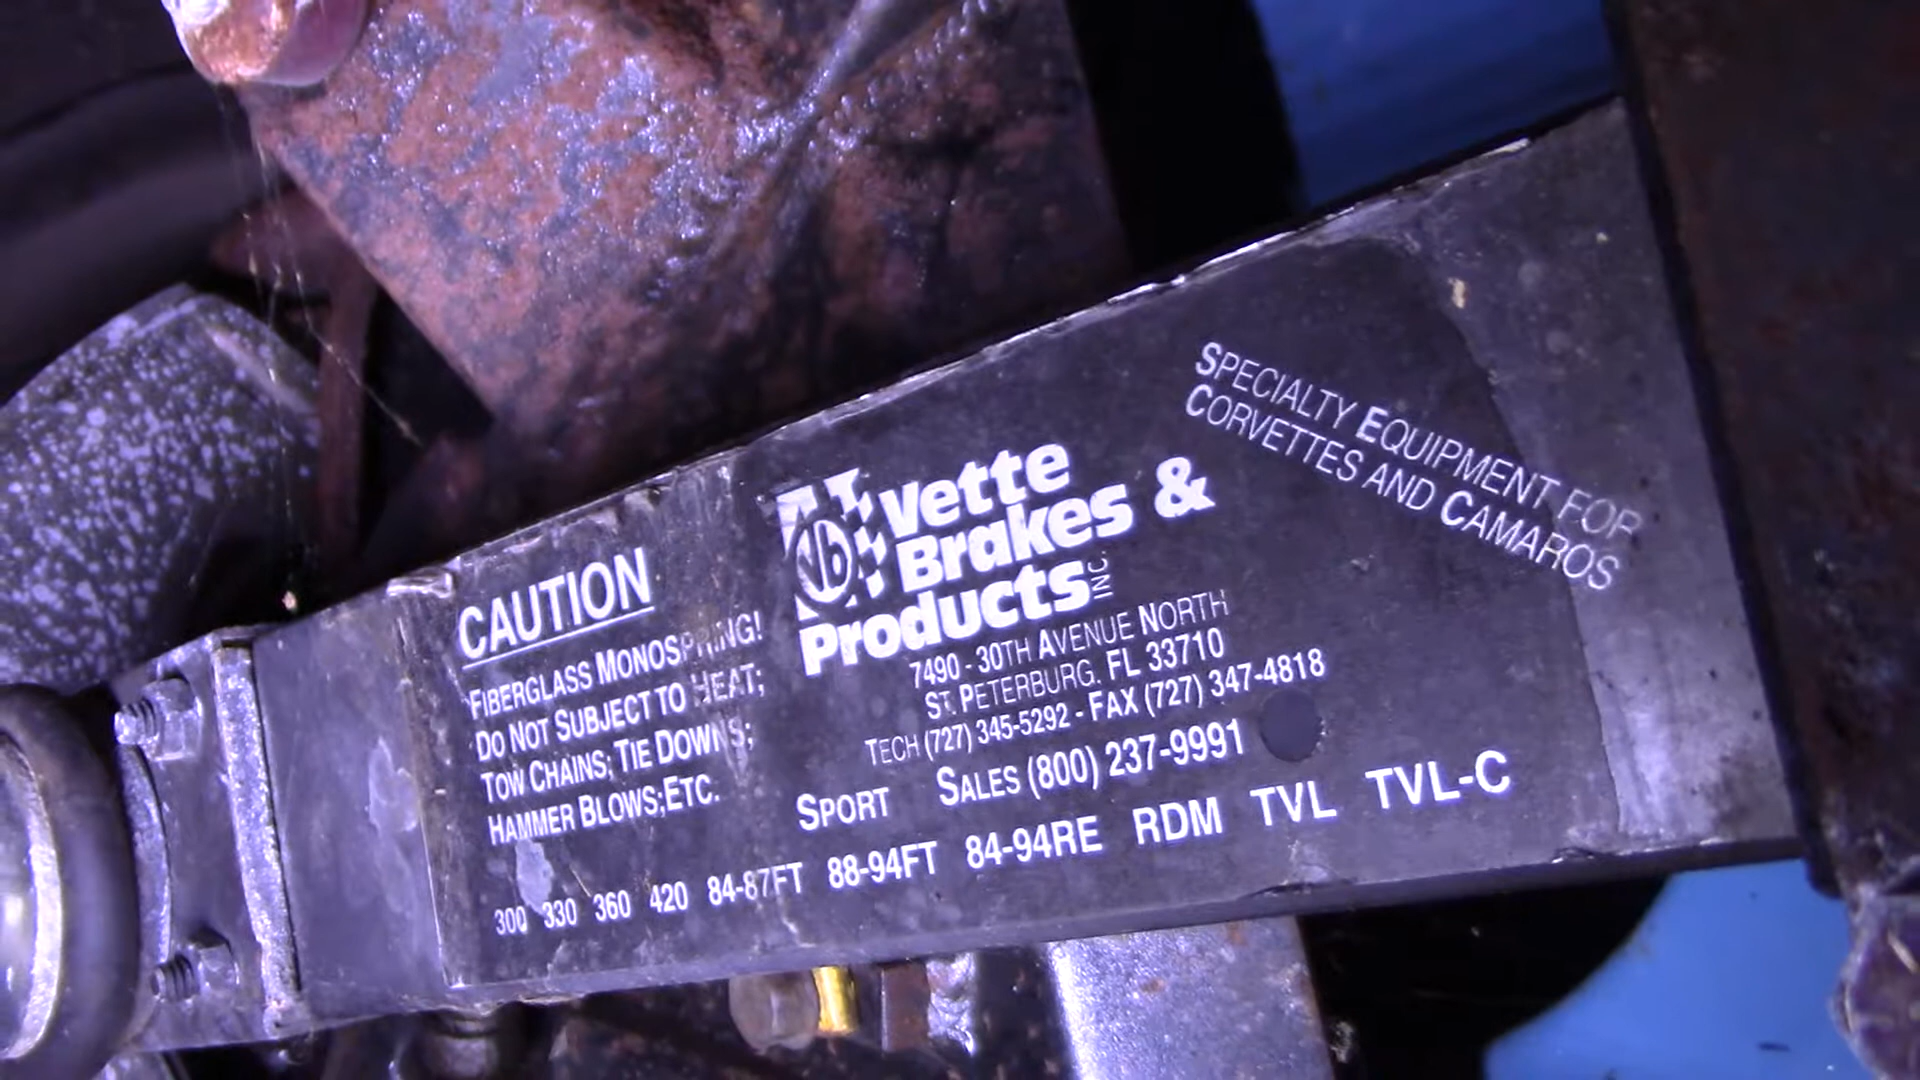 CAUTION
FIBERGLASS MONOSPRING!
DO NOT SUBJECT TO HEAT;
TOW CHAINS; TIE DOWNS;
HAMMER BLOWS;ETC.
Vb
Vette
Brakes &
Products INC.
7490 - 30TH AVENUE NORTH
ST. PETERBURG. FL 33710
TECH (727) 345-5292 - FAX (727) 347-4818
SALES (800) 237-9991
SPECIALTY EQUIPMENT FOR
CORVETTES AND CAMAROS
SPORT
300 330 360 420 84-87FT 88-94FT 84-94RE RDM TVL TVL-C